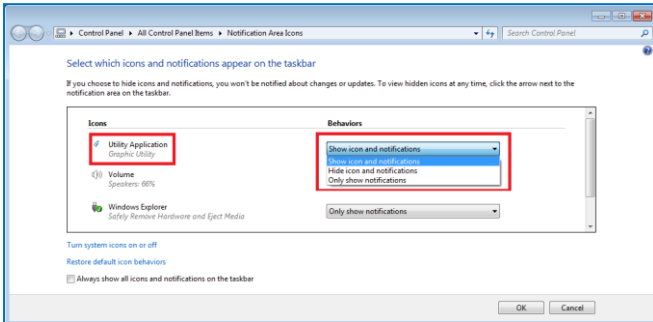 Control Panel ▸ All Control Panel Items ▸ Notification Area Icons
Search Control Panel
Select which icons and notifications appear on the taskbar
If you choose to hide icons and notifications, you won't be notified about changes or updates. To view hidden icons at any time, click the arrow next to the
notification area on the taskbar.
Icons Behaviors
Utility Application
Graphic Utility
Show icon and notifications
Show icon and notifications
Hide icon and notifications
Only show notifications
Volume
Speakers: 66%
Windows Explorer
Safely Remove Hardware and Eject Media
Only show notifications
Turn system icons on or off
Restore default icon behaviors
Always show all icons and notifications on the taskbar
OK Cancel